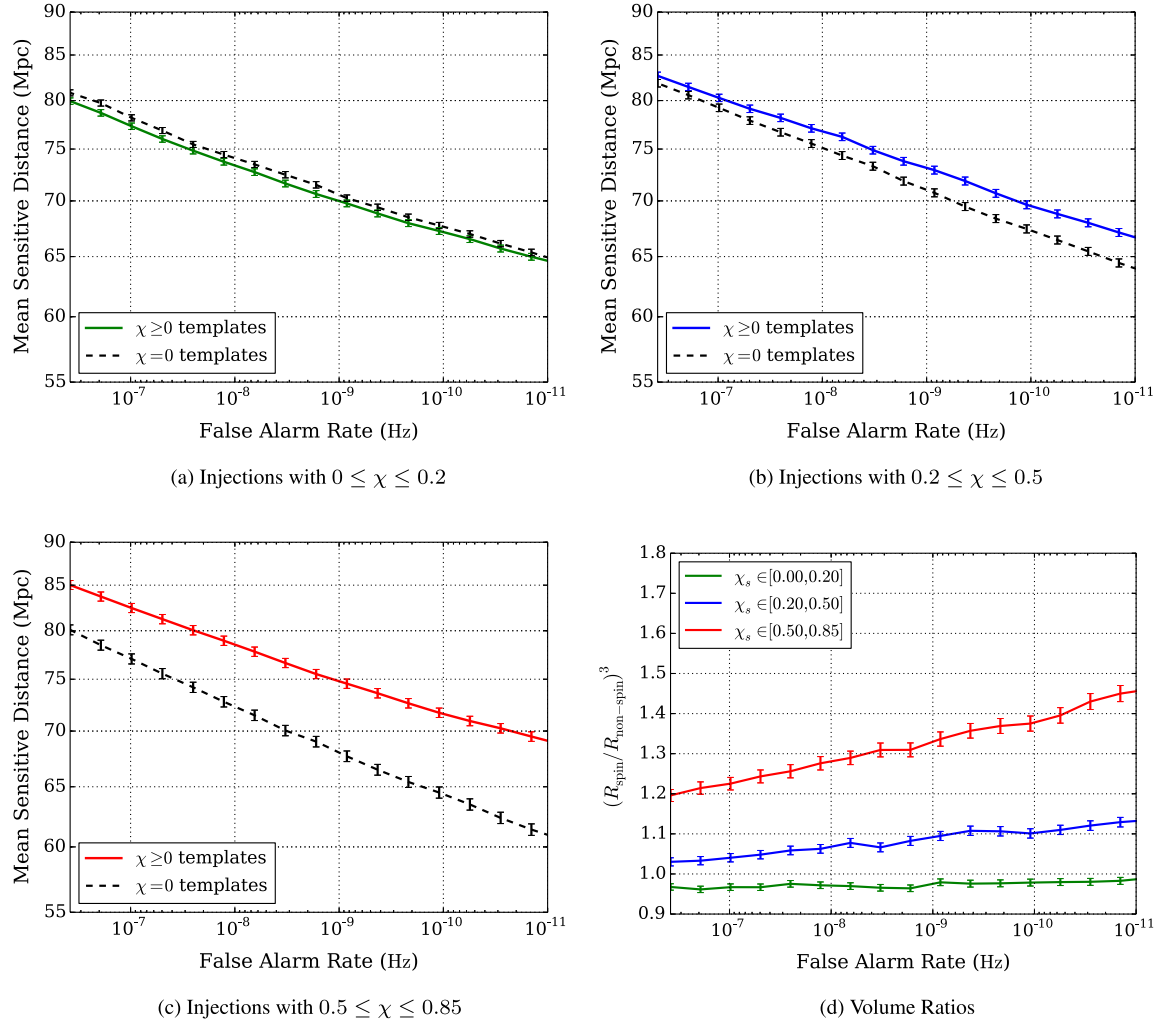 90
85
80
75
70
65
60
55
Mean Sensitive Distance (Mpc)
χ≥0 templates
χ=0 templates
10⁻⁷ 10⁻⁸ 10⁻⁹ 10⁻¹⁰ 10⁻¹¹
False Alarm Rate (Hz)
(a) Injections with 0 ≤ χ ≤ 0.2
90
85
80
75
70
65
60
55
Mean Sensitive Distance (Mpc)
χ≥0 templates
χ=0 templates
10⁻⁷ 10⁻⁸ 10⁻⁹ 10⁻¹⁰ 10⁻¹¹
False Alarm Rate (Hz)
(b) Injections with 0.2 ≤ χ ≤ 0.5
90
85
80
75
70
65
60
55
Mean Sensitive Distance (Mpc)
χ≥0 templates
χ=0 templates
10⁻⁷ 10⁻⁸ 10⁻⁹ 10⁻¹⁰ 10⁻¹¹
False Alarm Rate (Hz)
(c) Injections with 0.5 ≤ χ ≤ 0.85
1.8
1.7
1.6
1.5
1.4
1.3
1.2
1.1
1.0
0.9
(R_spin/R_non−spin)³
χ_s ∈[0.00,0.20]
χ_s ∈[0.20,0.50]
χ_s ∈[0.50,0.85]
10⁻⁷ 10⁻⁸ 10⁻⁹ 10⁻¹⁰ 10⁻¹¹
False Alarm Rate (Hz)
(d) Volume Ratios